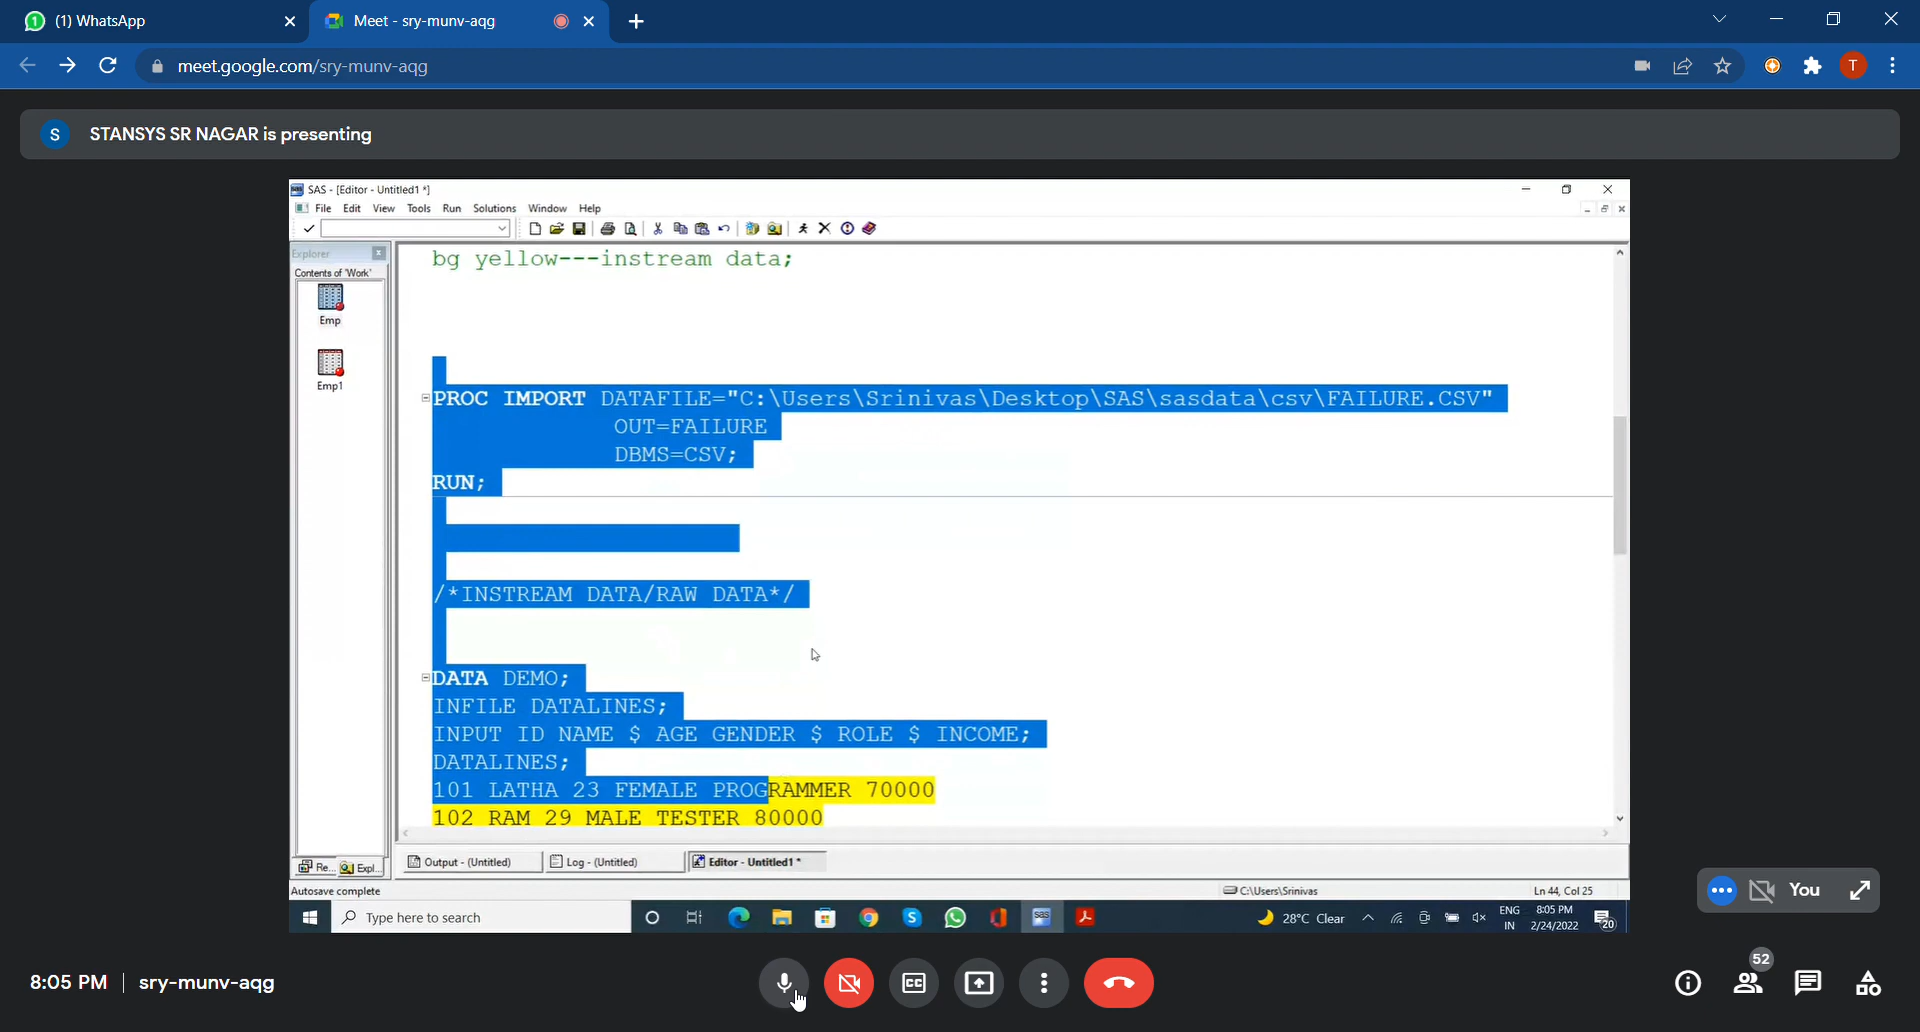 (1) WhatsApp
Meet - sry-munv-aqg
meet.google.com/sry-munv-aqg
T
S STANSYS SR NAGAR is presenting
SAS - [Editor - Untitled1 *]
File Edit View Tools Run Solutions Window Help
Explorer
Contents of 'Work'
Emp
Emp1
bg yellow---instream data;
PROC IMPORT DATAFILE="C:\Users\Srinivas\Desktop\SAS\sasdata\csv\FAILURE.CSV"
OUT=FAILURE
DBMS=CSV;
RUN;
/*INSTREAM DATA/RAW DATA*/
DATA DEMO;
INFILE DATALINES;
INPUT ID NAME $ AGE GENDER $ ROLE $ INCOME;
DATALINES;
101 LATHA 23 FEMALE PROGRAMMER 70000
102 RAM 29 MALE TESTER 80000
Re... Expl...
Output - (Untitled) Log - (Untitled) Editor - Untitled1 *
Autosave complete C:\Users\Srinivas Ln 44, Col 25
Type here to search
28°C Clear
ENG
IN
8:05 PM
2/24/2022
20
You
8:05 PM | sry-munv-aqg
CC
52